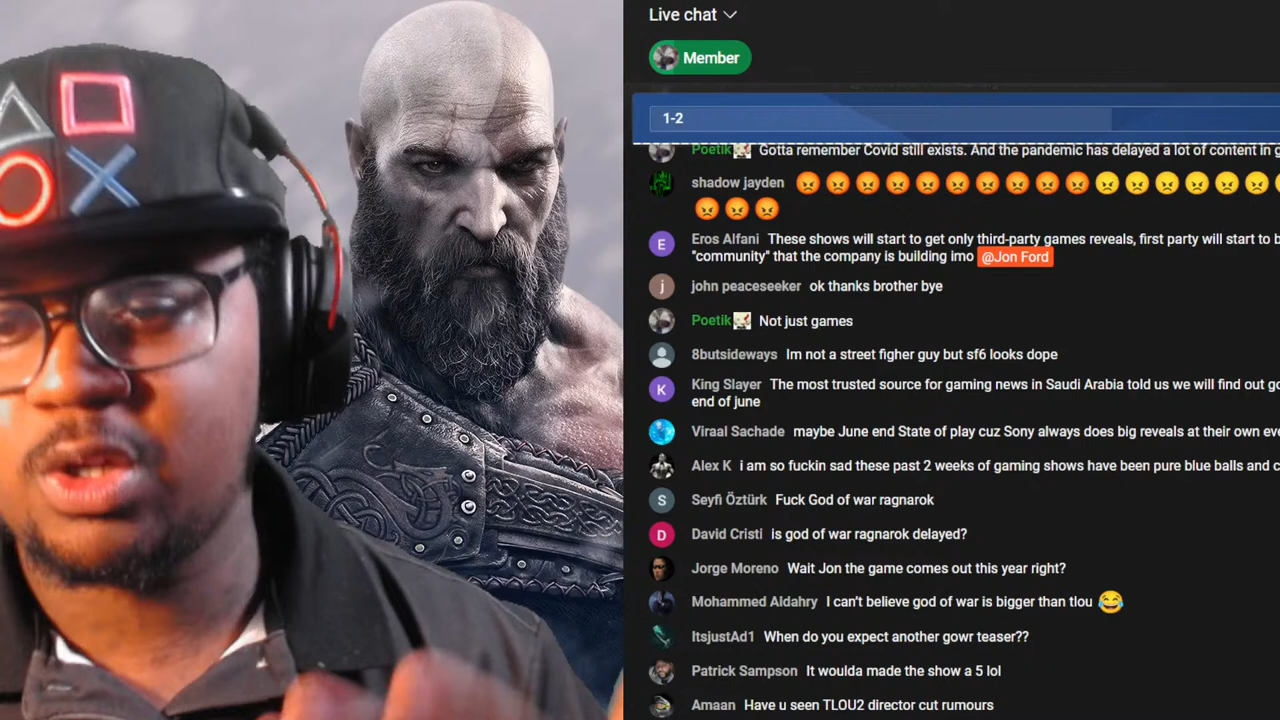 Live chat
Member
1-2
Poetik Gotta remember Covid still exists. And the pandemic has delayed a lot of content in
shadow jayden
Eros Alfani These shows will start to get only third-party games reveals, first party will start to
"community" that the company is building imo @Jon Ford
john peaceseeker ok thanks brother bye
Poetik Not just games
8butsideways Im not a street figher guy but sf6 looks dope
King Slayer The most trusted source for gaming news in Saudi Arabia told us we will find out
end of june
Viraal Sachade maybe June end State of play cuz Sony always does big reveals at their own
Alex K i am so fuckin sad these past 2 weeks of gaming shows have been pure blue balls and
Seyfi Öztürk Fuck God of war ragnarok
David Cristi is god of war ragnarok delayed?
Jorge Moreno Wait Jon the game comes out this year right?
Mohammed Aldahry I can't believe god of war is bigger than tlou 😂
ItsjustAd1 When do you expect another gowr teaser??
Patrick Sampson It woulda made the show a 5 lol
Amaan Have u seen TLOU2 director cut rumours